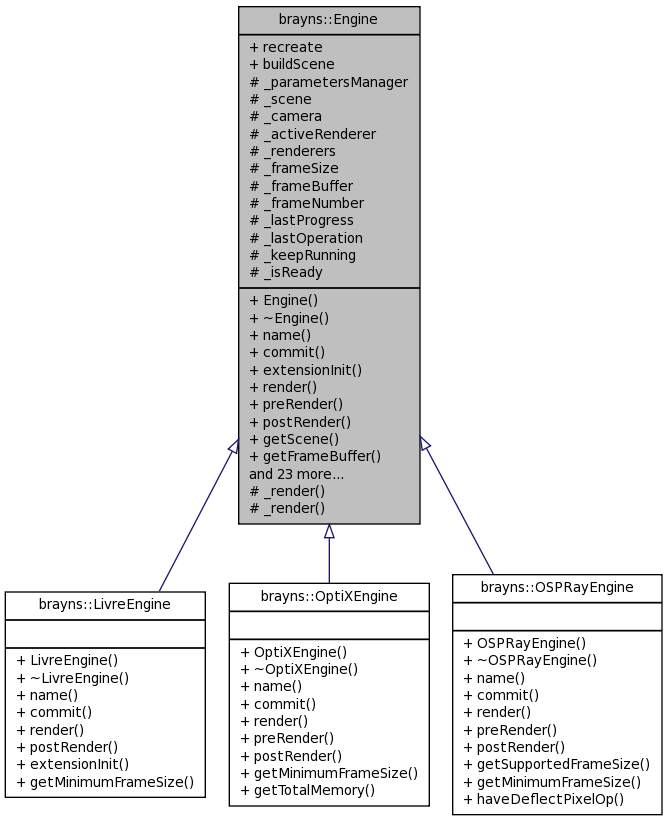 brayns::Engine
+ recreate
+ buildScene
# _parametersManager
# _scene
# _camera
# _activeRenderer
# _renderers
# _frameSize
# _frameBuffer
# _frameNumber
# _lastProgress
# _lastOperation
# _keepRunning
# _isReady
+ Engine()
+ ~Engine()
+ name()
+ commit()
+ extensionInit()
+ render()
+ preRender()
+ postRender()
+ getScene()
+ getFrameBuffer()
and 23 more...
# _render()
# _render()
brayns::LivreEngine
+ LivreEngine()
+ ~LivreEngine()
+ name()
+ commit()
+ render()
+ postRender()
+ extensionInit()
+ getMinimumFrameSize()
brayns::OptiXEngine
+ OptiXEngine()
+ ~OptiXEngine()
+ name()
+ commit()
+ render()
+ preRender()
+ postRender()
+ getMinimumFrameSize()
+ getTotalMemory()
brayns::OSPRayEngine
+ OSPRayEngine()
+ ~OSPRayEngine()
+ name()
+ commit()
+ render()
+ preRender()
+ postRender()
+ getSupportedFrameSize()
+ getMinimumFrameSize()
+ haveDeflectPixelOp()